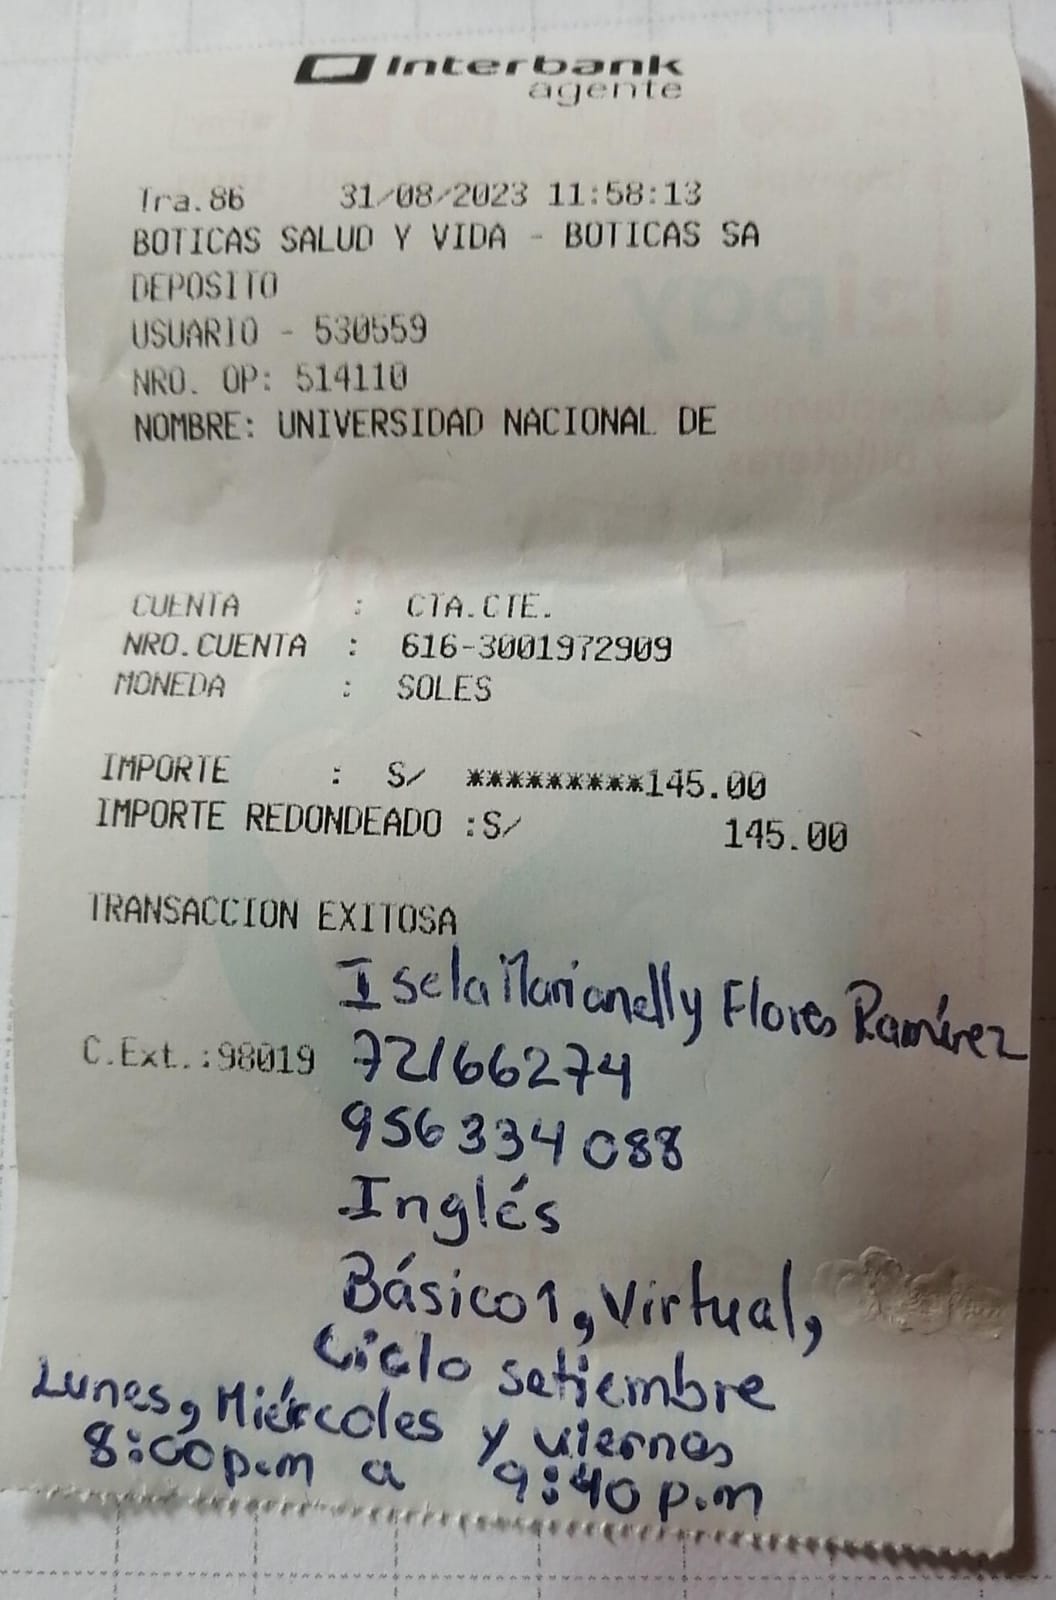 Interbank
agente
Tra.86 31/08/2023 11:58:13
BOTICAS SALUD Y VIDA - BOTICAS SA
DEPOSITO
USUARIO - 530559
NRO. OP: 514110
NOMBRE: UNIVERSIDAD NACIONAL DE
CUENTA : CTA.CTE.
NRO.CUENTA : 616-3001972909
MONEDA : SOLES
IMPORTE : S/ *********145.00
IMPORTE REDONDEADO :S/ 145.00
TRANSACCION EXITOSA
Isela Marianelly Flores Ramírez
C.Ext.:98019 72166274
956334088
Inglés
Básico 1, Virtual,
Ciclo setiembre
Lunes, Miércoles y viernes
8:00 p.m a 9:40 p.m